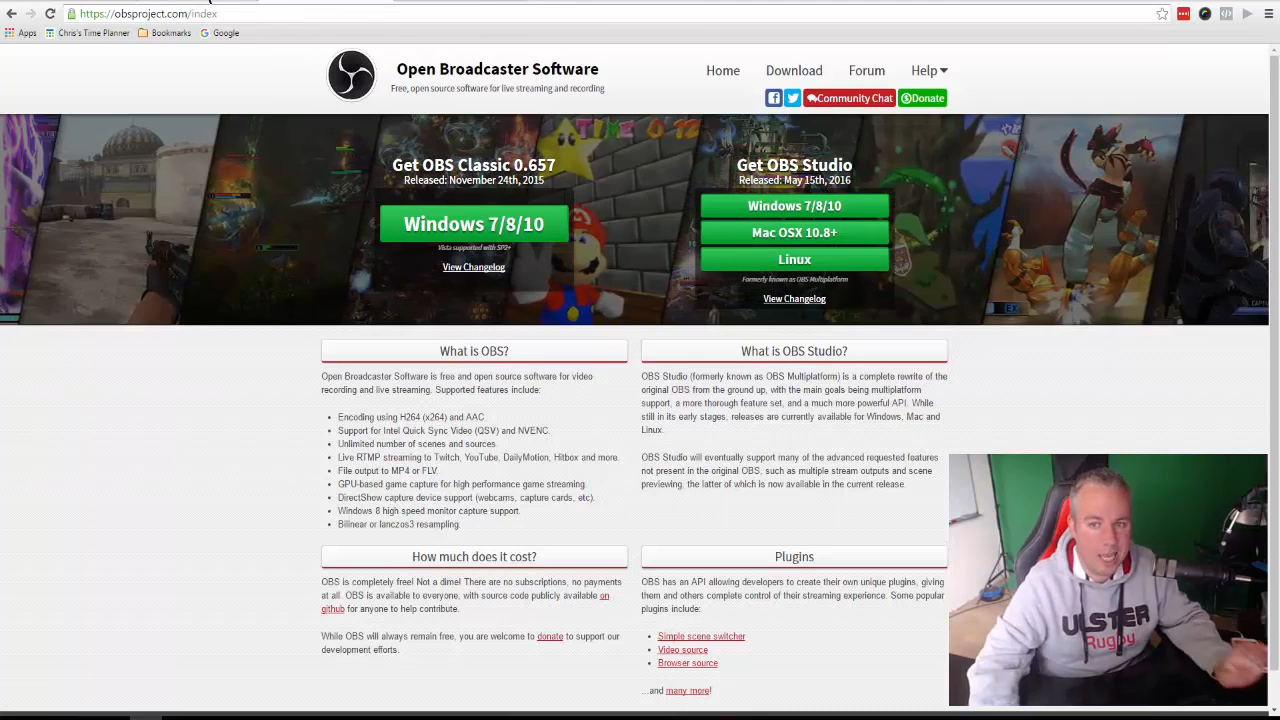 https://obsproject.com/index
Apps
Chris's Time Planner
Bookmarks
Google
Open Broadcaster Software
Free, open source software for live streaming and recording
Home
Download
Forum
Help
Community Chat
Donate
TIME
Get OBS Classic 0.657
Released: November 24th, 2015
Windows 7/8/10
Vista supported with SP2+
View Changelog
Get OBS Studio
Released: May 15th, 2016
Windows 7/8/10
Mac OSX 10.8+
Linux
Formerly known as OBS Multiplatform
View Changelog
EX
What is OBS?
Open Broadcaster Software is free and open source software for video
recording and live streaming. Supported features include:
Encoding using H264 (x264) and AAC.
Support for Intel Quick Sync Video (QSV) and NVENC.
Unlimited number of scenes and sources.
Live RTMP streaming to Twitch, YouTube, DailyMotion, Hitbox and more.
File output to MP4 or FLV.
GPU-based game capture for high performance game streaming.
DirectShow capture device support (webcams, capture cards, etc).
Windows 8 high speed monitor capture support.
Bilinear or lanczos3 resampling.
What is OBS Studio?
OBS Studio (formerly known as OBS Multiplatform) is a complete rewrite of the
original OBS from the ground up, with the main goals being multiplatform
support, a more thorough feature set, and a much more powerful API. While
still in its early stages, releases are currently available for Windows, Mac and
Linux.
OBS Studio will eventually support many of the advanced requested features
not present in the original OBS, such as multiple stream outputs and scene
previewing, the latter of which is now available in the current release.
How much does it cost?
OBS is completely free! Not a dime! There are no subscriptions, no payments
at all. OBS is available to everyone, with source code publicly available on
github for anyone to help contribute.
While OBS will always remain free, you are welcome to donate to support our
development efforts.
Plugins
OBS has an API allowing developers to create their own unique plugins, giving
them and others complete control of their streaming experience. Some popular
plugins include:
Simple scene switcher
Video source
Browser source
...and many more!
ULSTER
Rugby